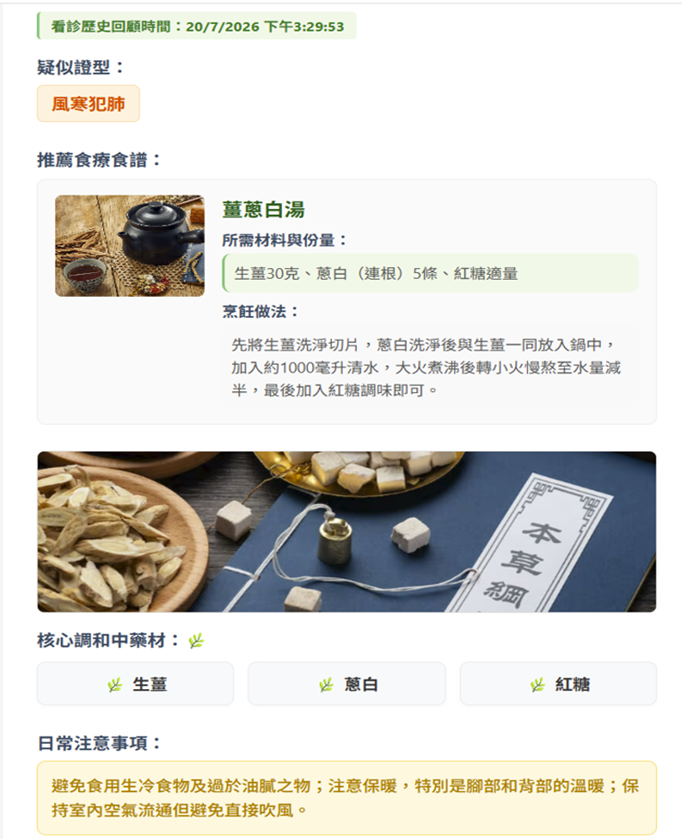 看診歷史回顧時間：20/7/2026 下午3:29:53
疑似證型：
風寒犯肺
推薦食療食譜：
薑蔥白湯
所需材料與份量：
生薑30克、蔥白（連根）5條、紅糖適量
烹飪做法：
先將生薑洗淨切片，蔥白洗淨後與生薑一同放入鍋中，
加入約1000毫升清水，大火煮沸後轉小火慢熬至水量減
半，最後加入紅糖調味即可。
本草綱
核心調和中藥材：
生薑
蔥白
紅糖
日常注意事項：
避免食用生冷食物及過於油膩之物；注意保暖，特別是腳部和背部的溫暖；保
持室內空氣流通但避免直接吹風。